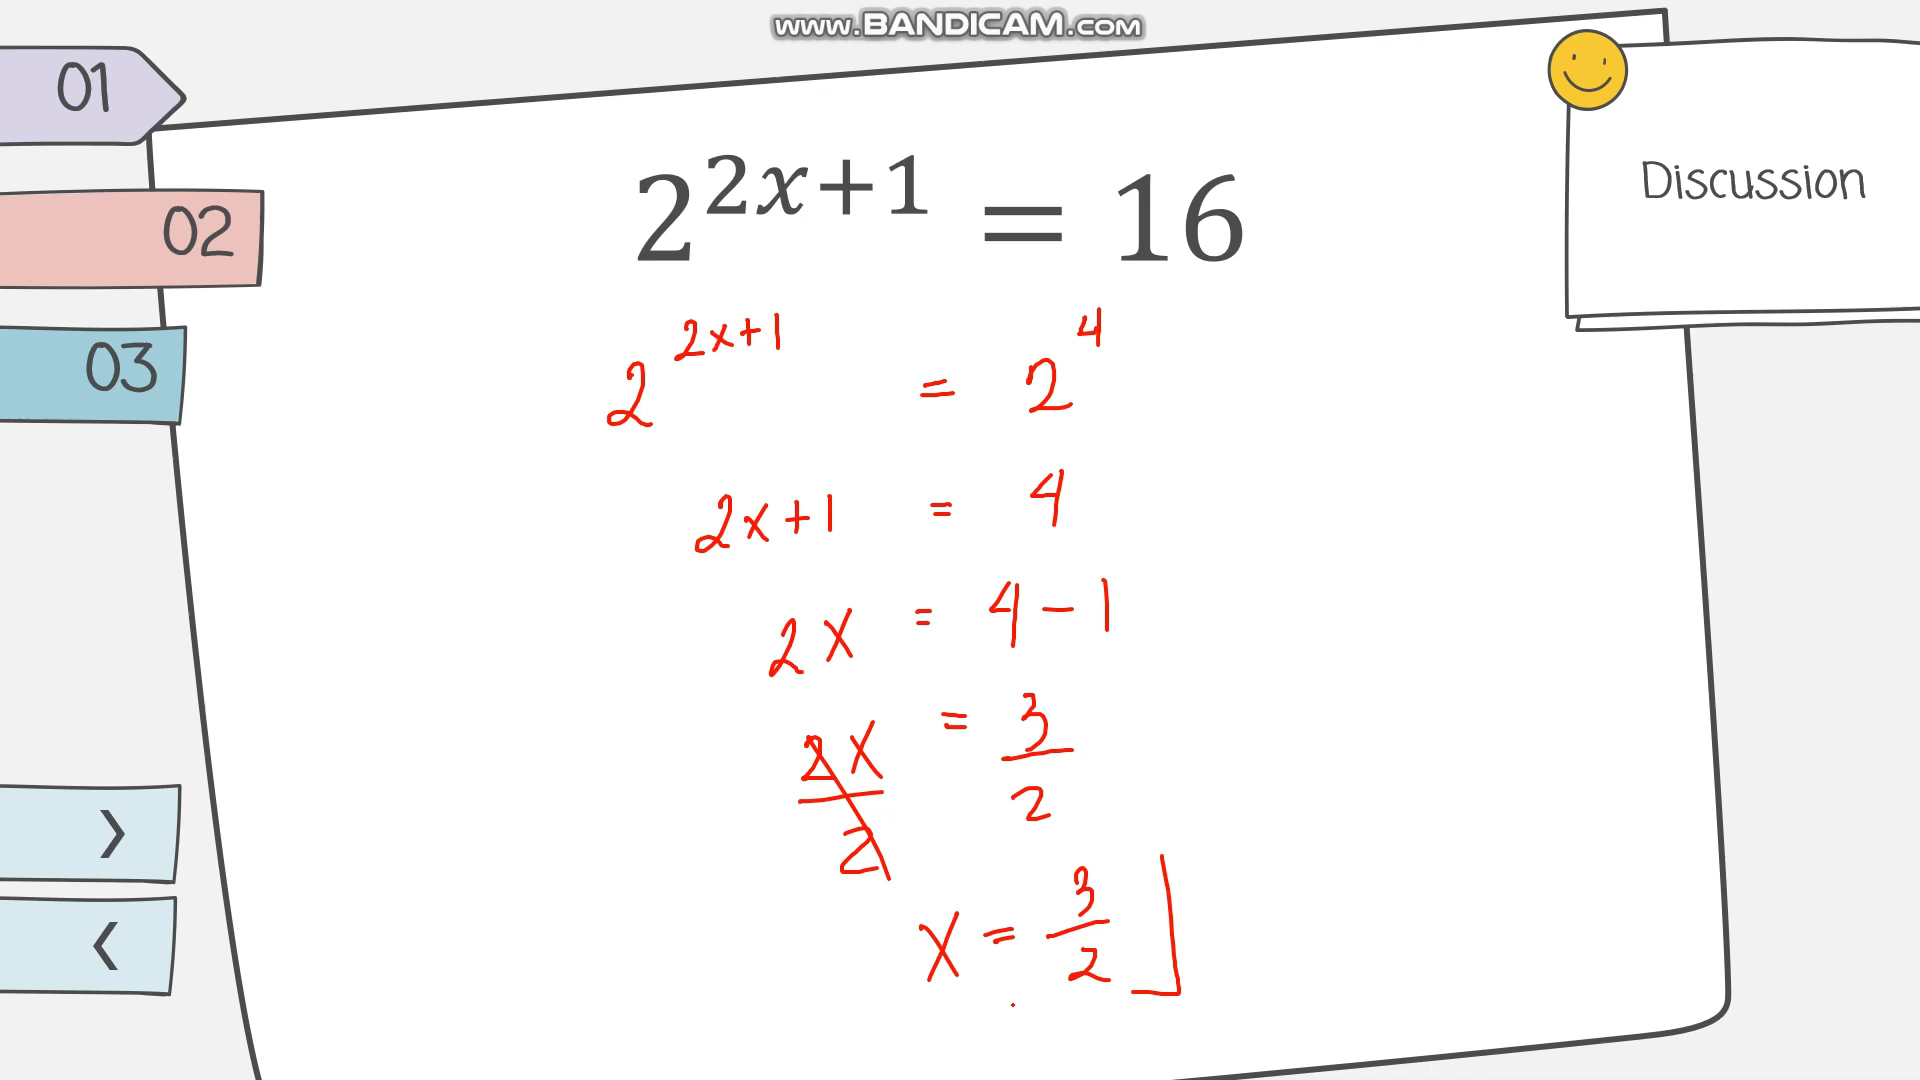 www.BANDICAM.com
01
02
03
Discussion
2^{2x+1} = 16
2^{2x+1} = 2^4
2x+1 = 4
2x = 4-1
2x/2 = 3/2
x = 3/2